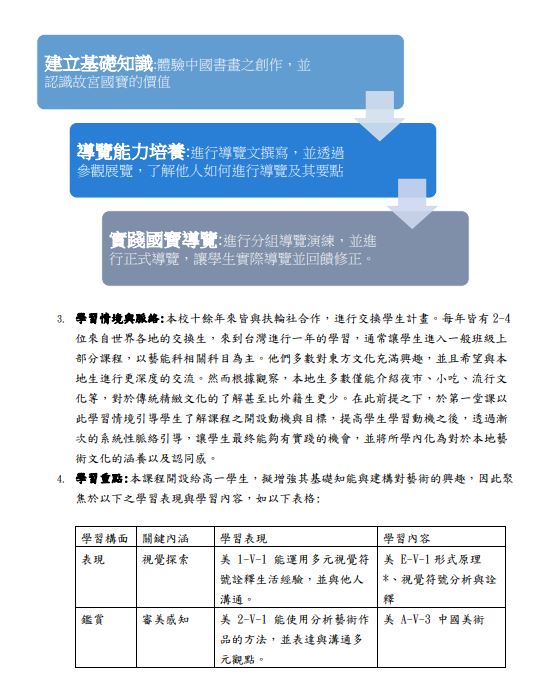 建立基礎知識:體驗中國書畫之創作，並
認識故宮國寶的價值
導覽能力培養:進行導覽文撰寫，並透過
參觀展覽，了解他人如何進行導覽及其要點
實踐國寶導覽:進行分組導覽演練，並進
行正式導覽，讓學生實際導覽並回饋修正。
3. 學習情境與脈絡:本校十餘年來皆與扶輪社合作，進行交換學生計畫。每年皆有 2-4
位來自世界各地的交換生，來到台灣進行一年的學習，通常讓學生進入一般班級上
部分課程，以藝能科相關科目為主。他們多數對東方文化充滿興趣，並且希望與本
地生進行更深度的交流。然而根據觀察，本地生多數僅能介紹夜市、小吃、流行文
化等，對於傳統精緻文化的了解甚至比外籍生更少。在此前提之下，於第一堂課以
此學習情境引導學生了解課程之開設動機與目標，提高學生學習動機之後，透過漸
次的系統性脈絡引導，讓學生最終能夠有實踐的機會，並將所學內化為對於本地藝
術文化的涵養以及認同感。
4. 學習重點:本課程開設給高一學生，擬增強其基礎知能與建構對藝術的興趣，因此聚
焦於以下之學習表現與學習內容，如以下表格:
學習構面 關鍵內涵 學習表現 學習內容
表現 視覺探索 美 1-V-1 能運用多元視覺符 美 E-V-1 形式原理
號詮釋生活經驗，並與他人 *、視覺符號分析與詮
溝通。 釋
鑑賞 審美感知 美 2-V-1 能使用分析藝術作 美 A-V-3 中國美術
品的方法，並表達與溝通多
元觀點。